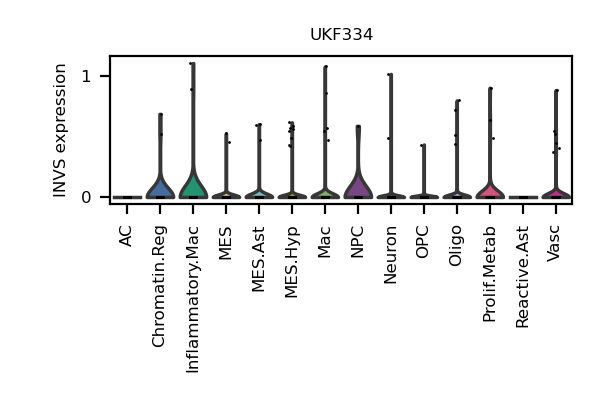 UKF334
INVS expression
1
0
AC
Chromatin.Reg
Inflammatory.Mac
MES
MES.Ast
MES.Hyp
Mac
NPC
Neuron
OPC
Oligo
Prolif.Metab
Reactive.Ast
Vasc